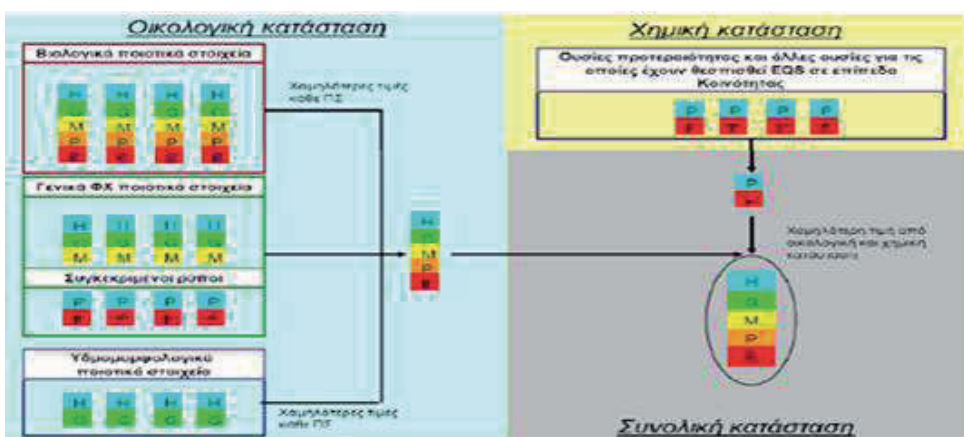 Οικολογική κατάσταση
Βιολογικά ποιοτικά στοιχεία
H H H H
G G G G
M M M M
P P P P
Χαμηλότερες τιμές
κάθε ΠΣ
Γενικά ΦΧ ποιοτικά στοιχεία
H
G G G G
M M M M
Συγκεκριμένοι ρύποι
P P P P
Υδρομορφολογικά
ποιοτικά στοιχεία
H H H H
G G G G
Χαμηλότερες τιμές
κάθε ΠΣ
H
G
M
P
Χημική κατάσταση
Ουσίες προτεραιότητας και άλλες ουσίες για τις
οποίες έχουν θεσπισθεί EQS σε επίπεδο
Κοινότητας
P P P P
P
Χαμηλότερη τιμή από
οικολογική και χημική
κατάσταση
H
G
M
P
Συνολική κατάσταση